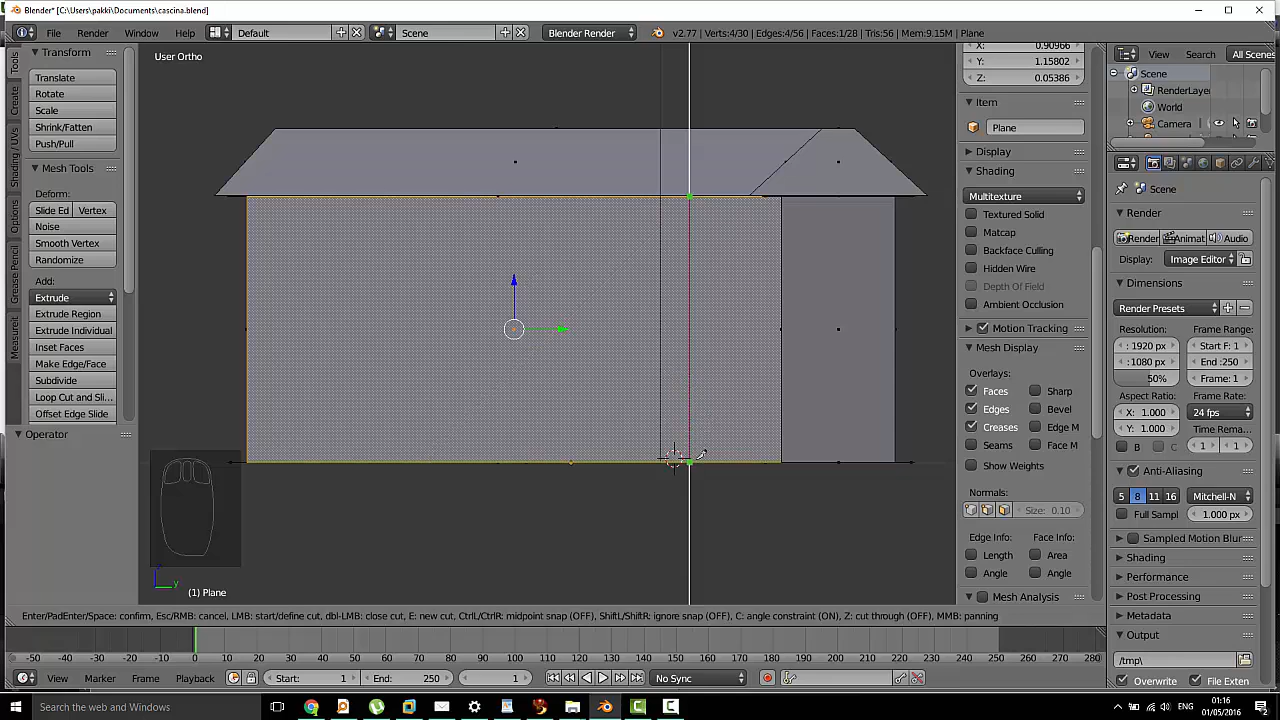 Blender* [C:\Users\pakki\Documents\cascina.blend]
File Render Window Help Default Scene Blender Render v2.77 | Verts:4/30 | Edges:4/56 | Faces:1/28 | Tris:56 | Mem:9.15M | Plane
Tools
Create
Shading / UVs
Options
Grease Pencil
Measureit
Transform
Translate
Rotate
Scale
Shrink/Fatten
Push/Pull
Mesh Tools
Deform:
Slide Ed Vertex
Noise
Smooth Vertex
Randomize
Add:
Extrude
Extrude Region
Extrude Individual
Inset Faces
Make Edge/Face
Subdivide
Loop Cut and Sli...
Offset Edge Slide
Operator
User Ortho
y
(1) Plane
X: 0.90966
Y: 1.15802
Z: 0.05386
Item
Plane
Display
Shading
Multitexture
Textured Solid
Matcap
Backface Culling
Hidden Wire
Depth Of Field
Ambient Occlusion
Motion Tracking
Mesh Display
Overlays:
Faces Sharp
Edges Bevel
Creases Edge M
Seams Face M
Show Weights
Normals:
Size: 0.10
Edge Info: Face Info:
Length Area
Angle Angle
Mesh Analysis
View Search All Scenes
Scene
RenderLayer
World
Camera
Scene
Render
Render Animat Audio
Display: Image Editor
Dimensions
Render Presets
Resolution: Frame Range:
: 1920 px Start F: 1
:1080 px End :250
50% Frame: 1
Aspect Ratio: Frame Rate:
X: 1.000 24 fps
Y: 1.000 Time Rema...
B C 1 1
Anti-Aliasing
5 8 11 16 Mitchell-N
Full Sampl 1.000 px
Sampled Motion Blur
Shading
Performance
Post Processing
Metadata
Output
/tmp\
Overwrite File Exten
Enter/PadEnter/Space: confirm, Esc/RMB: cancel, LMB: start/define cut, dbl-LMB: close cut, E: new cut, CtrlL/CtrlR: midpoint snap (OFF), ShiftL/ShiftR: ignore snap (OFF), C: angle constraint (ON), Z: cut through (OFF), MMB: panning
-50 -40 -30 -20 -10 0 10 20 30 40 50 60 70 80 90 100 110 120 130 140 150 160 170 180 190 200 210 220 230 240 250 260 270 280
View Marker Frame Playback Start: 1 End: 250 1 No Sync
Search the web and Windows
01:16
01/05/2016